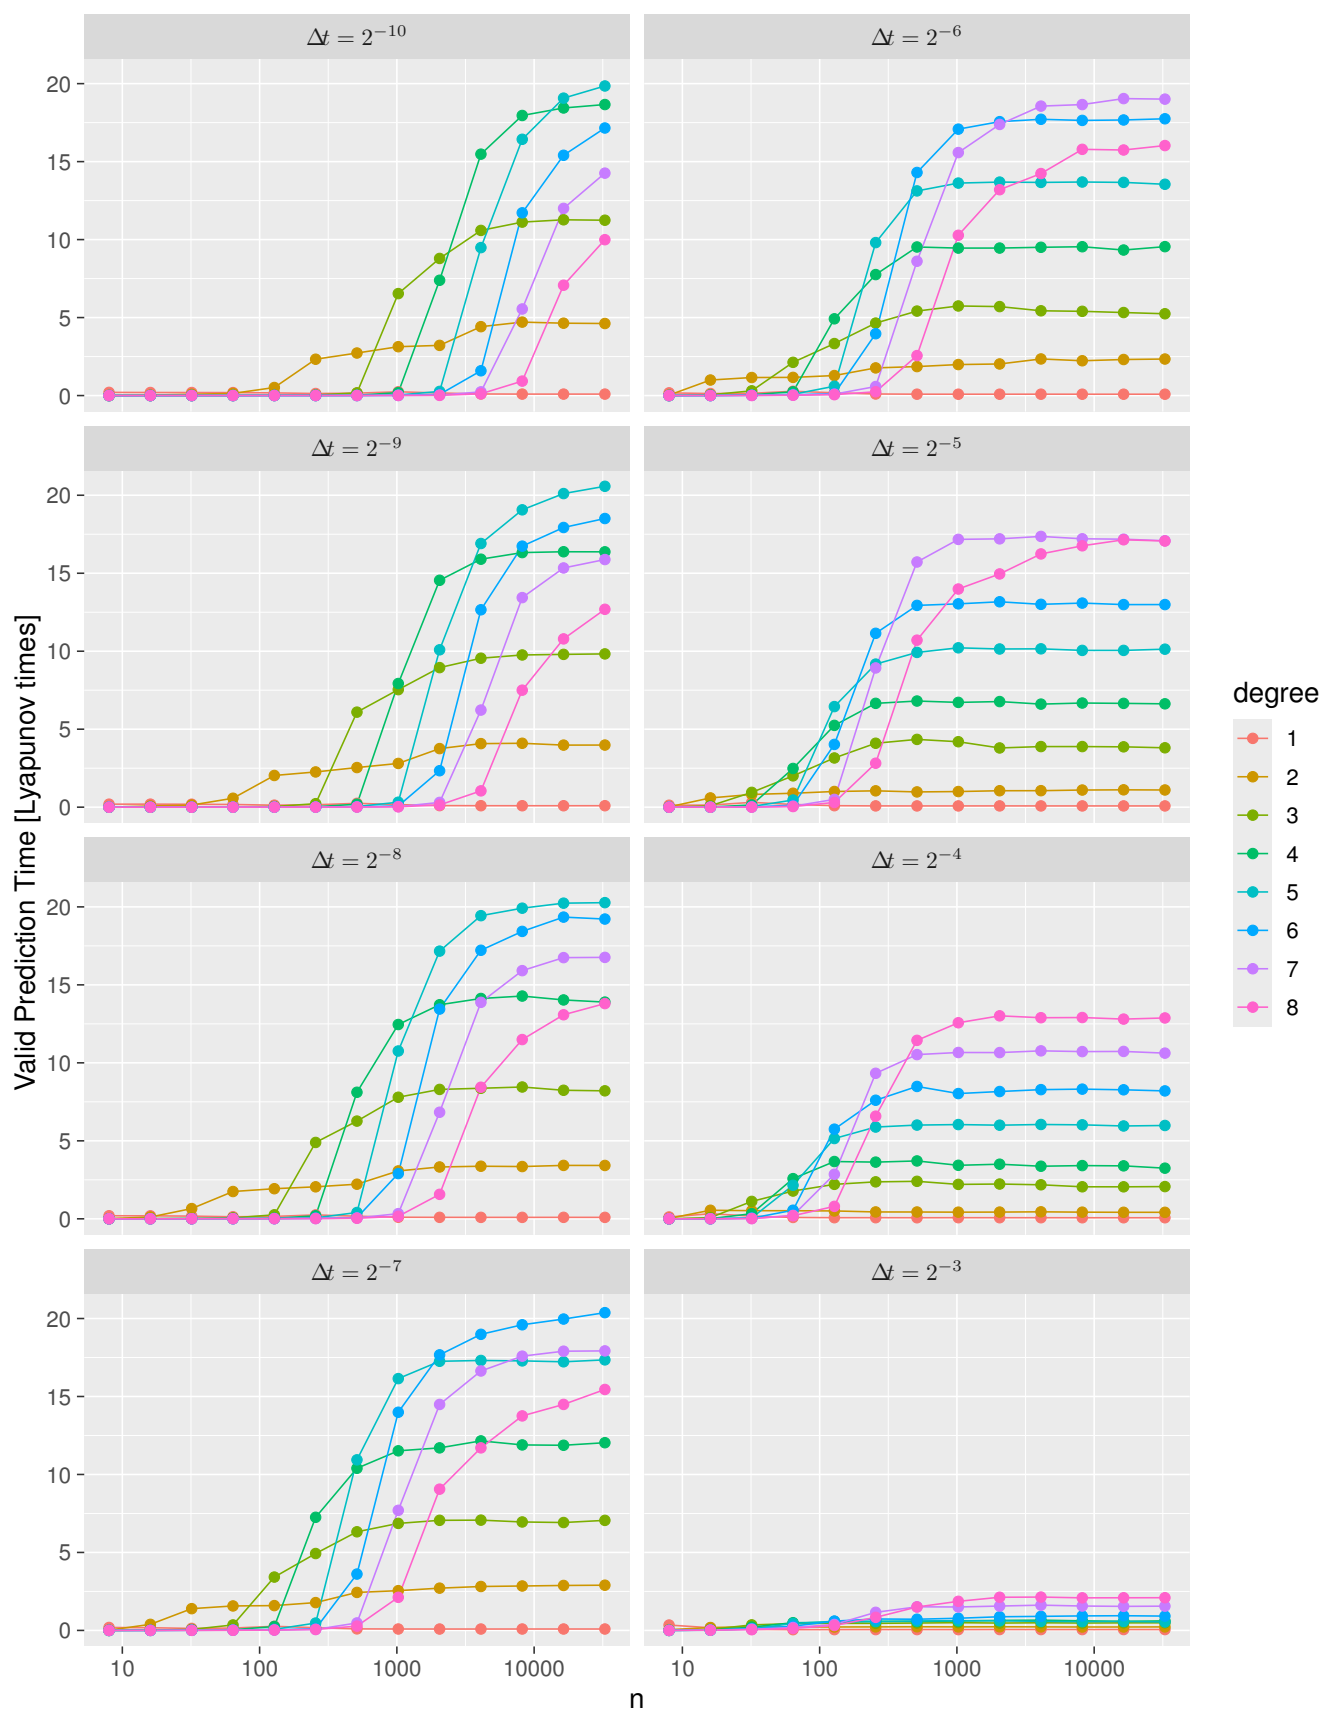 Δt = 2⁻¹⁰
Δt = 2⁻⁶
20
15
10
5
0
Δt = 2⁻⁹
Δt = 2⁻⁵
20
15
10
5
0
Δt = 2⁻⁸
Δt = 2⁻⁴
20
15
10
5
0
Δt = 2⁻⁷
Δt = 2⁻³
20
15
10
5
0
10 100 1000 10000
10 100 1000 10000
n
Valid Prediction Time [Lyapunov times]
degree
1
2
3
4
5
6
7
8